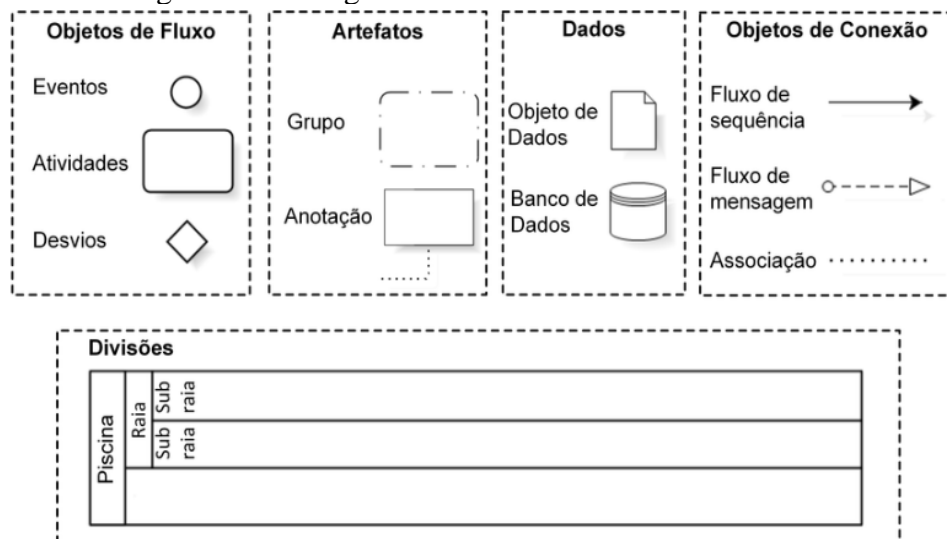 Objetos de Fluxo
Eventos
Atividades
Desvios
Artefatos
Grupo
Anotação
Dados
Objeto de
Dados
Banco de
Dados
Objetos de Conexão
Fluxo de
sequência
Fluxo de
mensagem
Associação
Divisões
Piscina
Raia
Sub
raia
Sub
raia